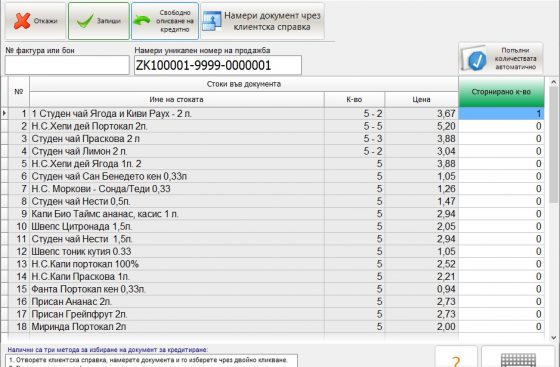 Откажи
Запиши
Свободно описване на кредитно
Намери документ чрез клиентска справка
№ фактура или бон
Намери уникален номер на продажба
ZK100001-9999-0000001
Попълни количествата автоматично
№ Стоки във документа Сторнирано к-во
Име на стоката К-во Цена
1 1 Студен чай Ягода и Киви Раух - 2 л. 5 - 2 3,67 1
2 Н.С.Хепи дей Портокал 2л. 5 - 5 5,20 0
3 Студен чай Праскова 2 л 5 - 3 3,88 0
4 Студен чай Лимон 2 л. 5 - 2 3,04 0
5 Н.С.Хепи дей Ягода 1л. 2 5 3,88 0
6 Студен чай Сан Бенедето кен 0,33л 5 1,05 0
7 Н.С. Моркови - Сонда/Теди 0,33 5 1,26 0
8 Студен чай Нести 0,5л. 5 1,47 0
9 Капи Био Таймс ананас, касис 1 л. 5 2,94 0
10 Швепс Цитронада 1,5л. 5 2,05 0
11 Студен чай Нести 1,5л. 5 2,94 0
12 Швепс тоник кутия 0.33 5 1,05 0
13 Н.С.Капи портокал 100% 5 2,52 0
14 Н.С.Капи Праскова 1л. 5 2,21 0
15 Фанта Портокал кен 0,33л. 5 0,94 0
16 Присан Ананас 2л. 5 2,73 0
17 Присан Грейпфрут 2л. 5 2,73 0
18 Миринда Портокал 2л 5 2,00 0
Налични са три метода за избиране на документ за кредитиране:
1. Отворете клиентска справка, намерете документа и го изберете чрез двойно кликване.
?